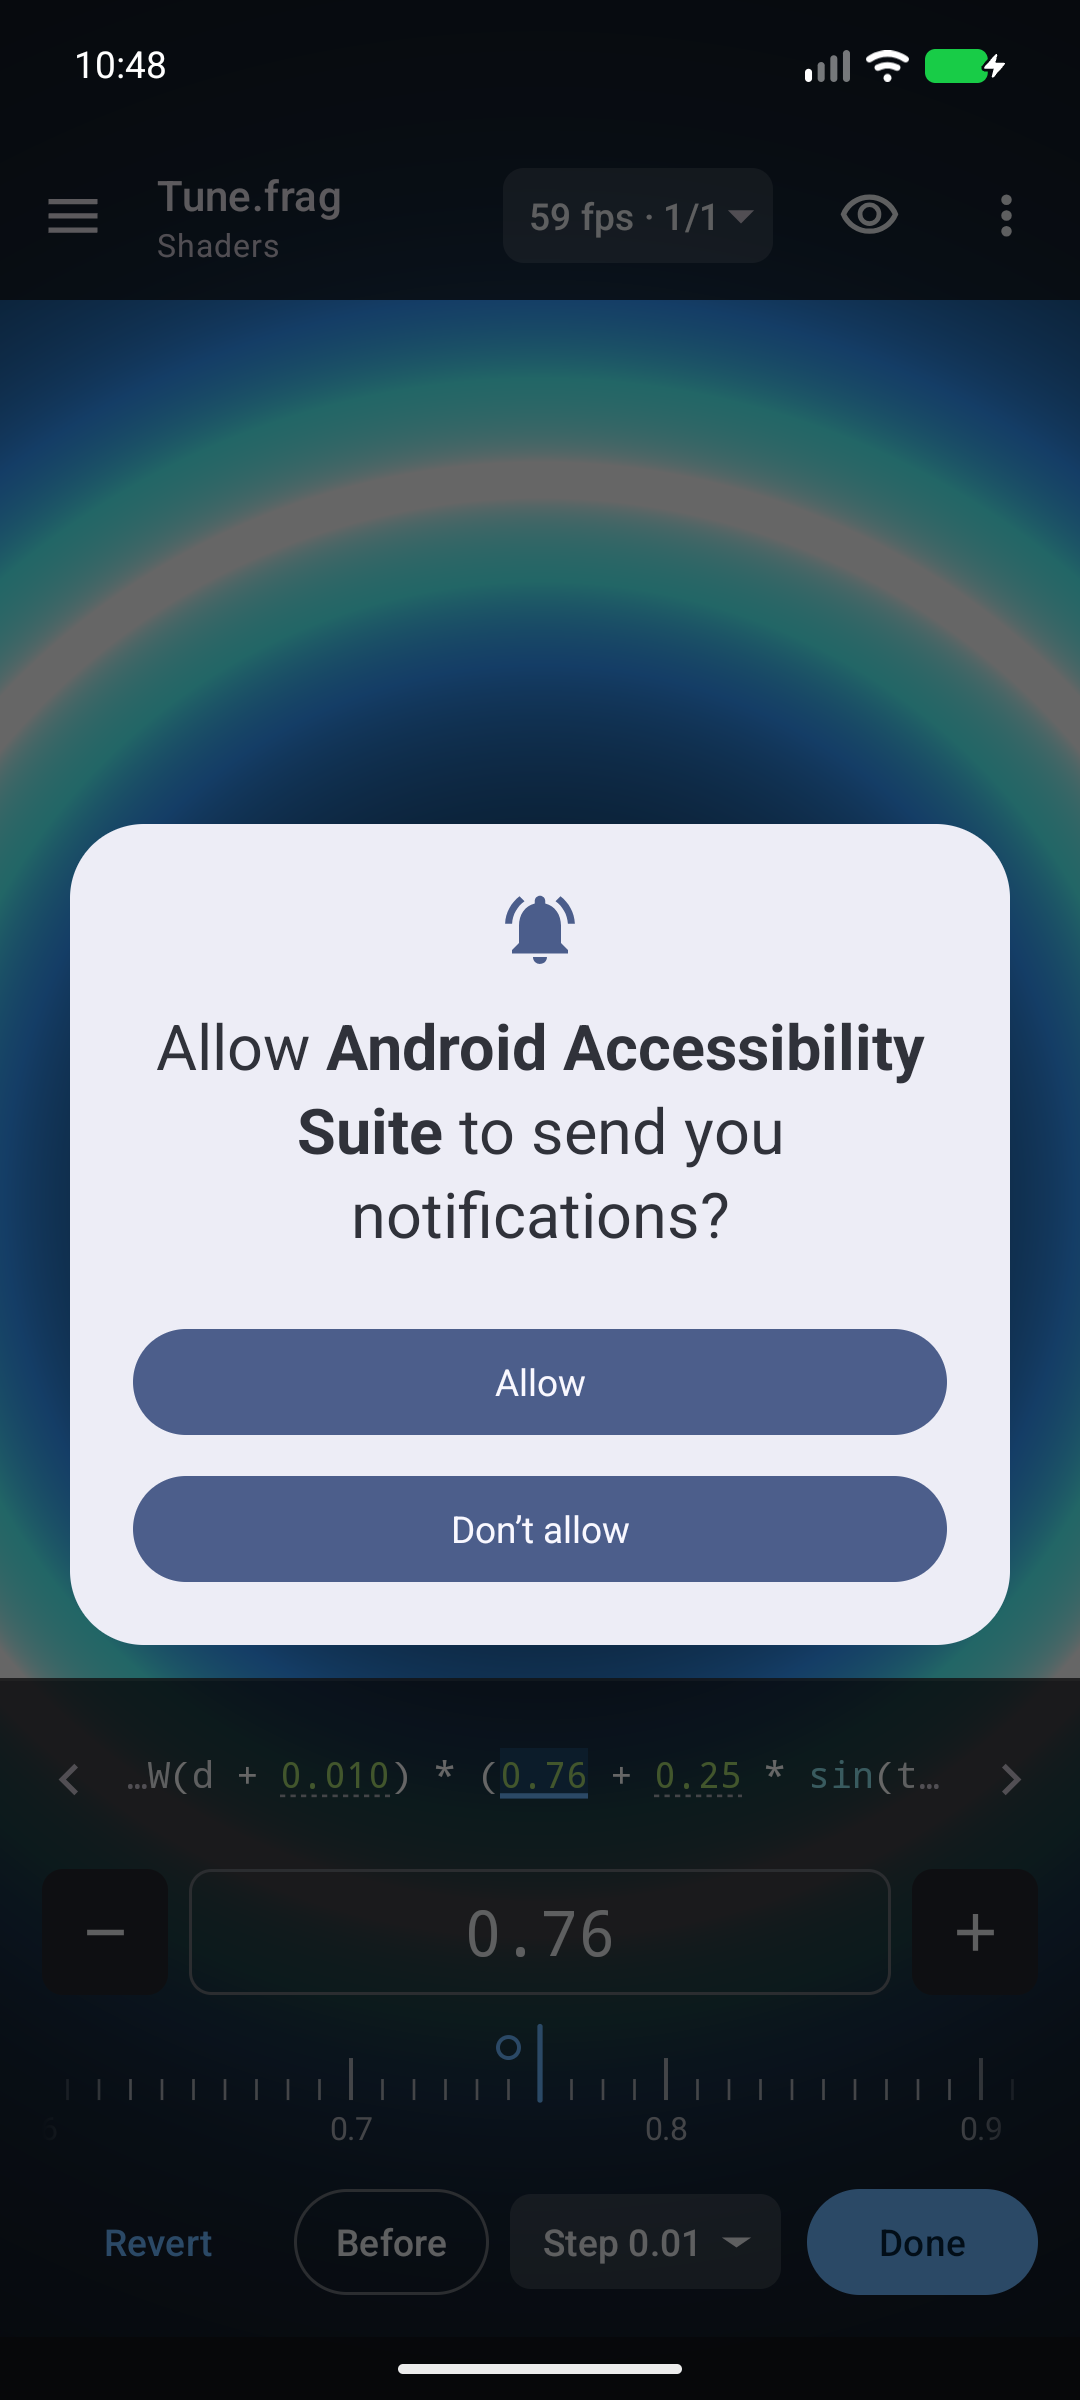 10:48
Tune.frag
Shaders
59 fps · 1/1
Allow Android Accessibility
Suite to send you
notifications?
Allow
Don’t allow
…W(d + 0.010) * (0.76 + 0.25 * sin(t…
0.76
0.7 0.8 0.9
Revert Before Step 0.01 Done